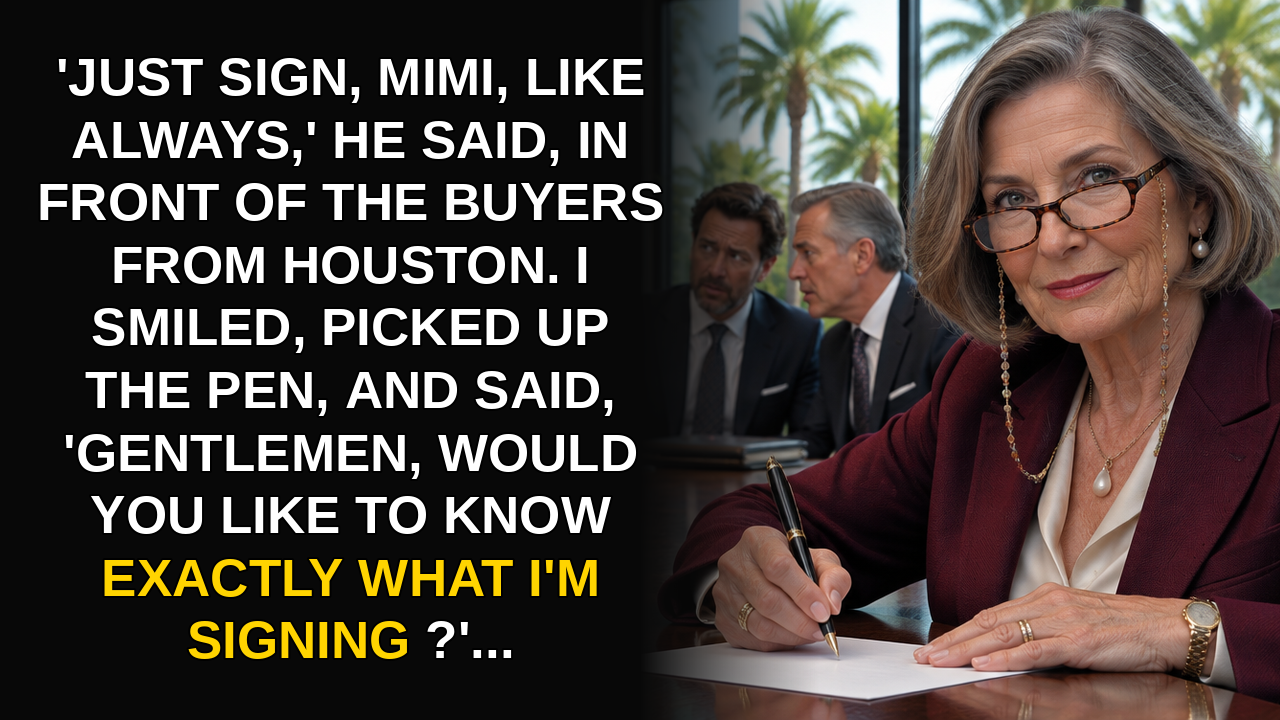 'JUST SIGN, MIMI, LIKE
ALWAYS,' HE SAID, IN
FRONT OF THE BUYERS
FROM HOUSTON. I
SMILED, PICKED UP
THE PEN, AND SAID,
'GENTLEMEN, WOULD
YOU LIKE TO KNOW
EXACTLY WHAT I'M
SIGNING ?'...